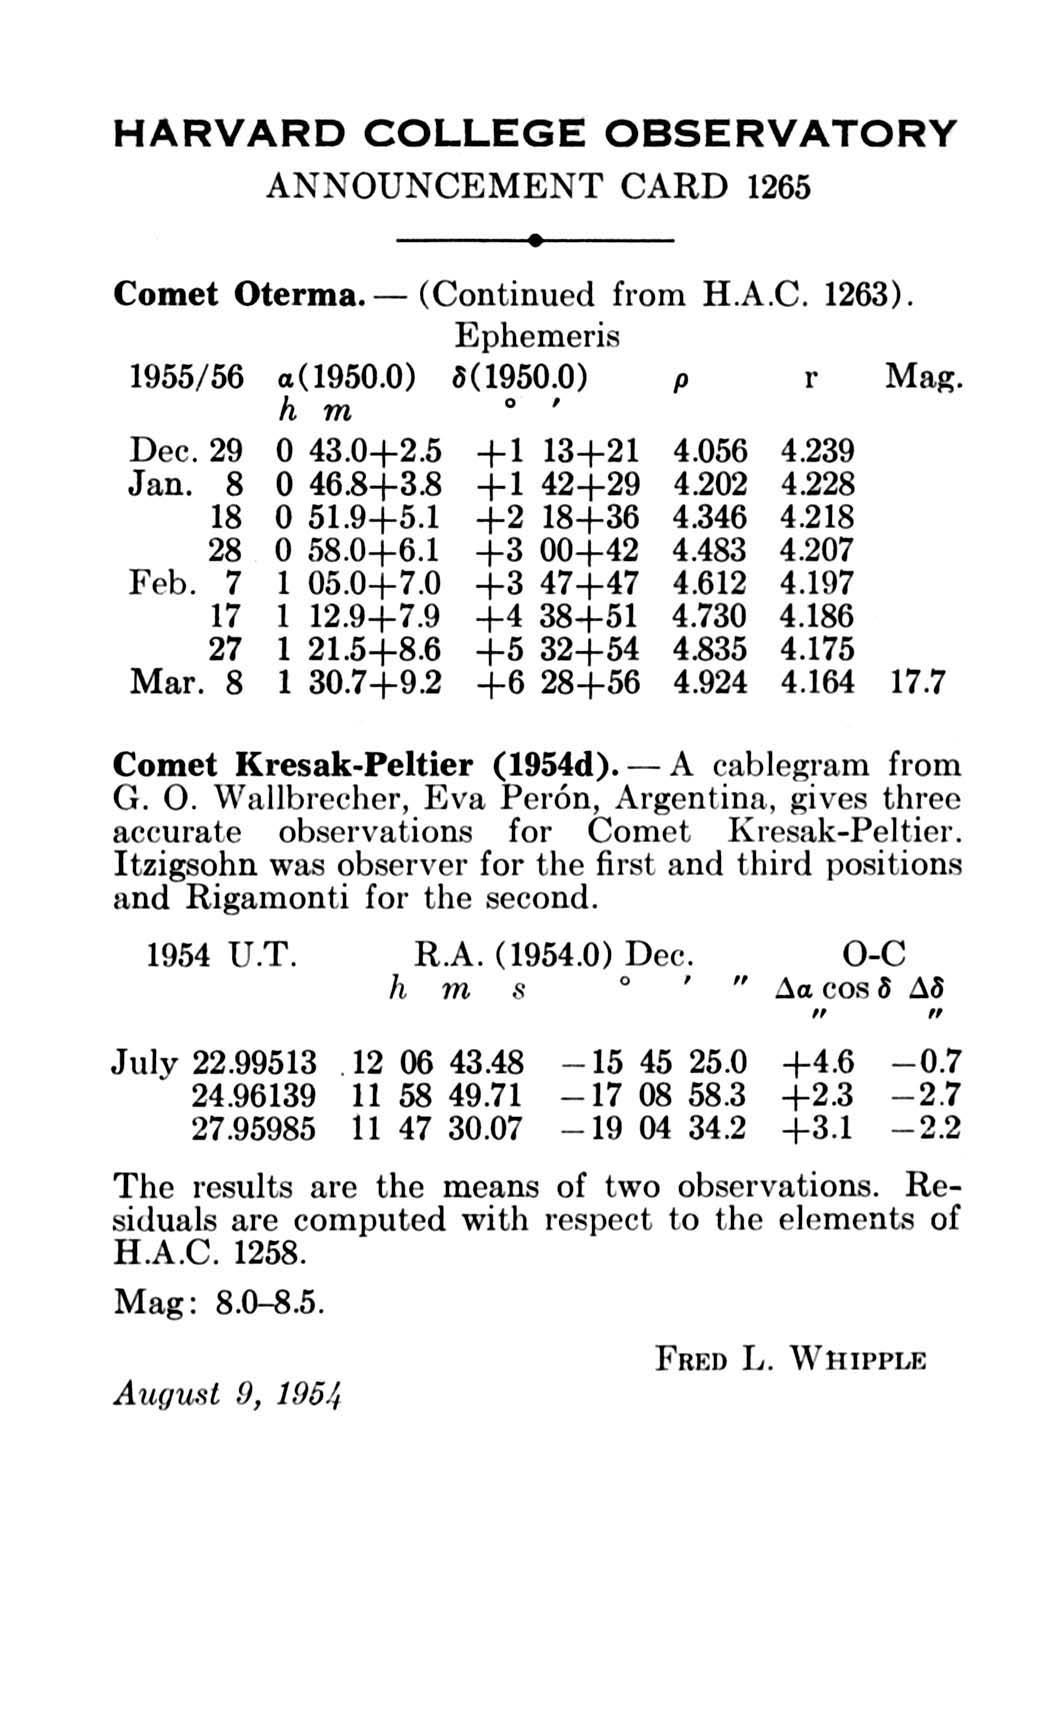 HARVARD COLLEGE OBSERVATORY
ANNOUNCEMENT CARD 1265
Comet Oterma. — (Continued from H.A.C. 1263).
Ephemeris
1955/56 α(1950.0) δ(1950.0) ρ r Mag.
h m ° ′
Dec. 29 0 43.0+2.5 +1 13+21 4.056 4.239
Jan. 8 0 46.8+3.8 +1 42+29 4.202 4.228
18 0 51.9+5.1 +2 18+36 4.346 4.218
28 0 58.0+6.1 +3 00+42 4.483 4.207
Feb. 7 1 05.0+7.0 +3 47+47 4.612 4.197
17 1 12.9+7.9 +4 38+51 4.730 4.186
27 1 21.5+8.6 +5 32+54 4.835 4.175
Mar. 8 1 30.7+9.2 +6 28+56 4.924 4.164 17.7
Comet Kresak-Peltier (1954d). — A cablegram from
G. O. Wallbrecher, Eva Perón, Argentina, gives three
accurate observations for Comet Kresak-Peltier.
Itzigsohn was observer for the first and third positions
and Rigamonti for the second.
1954 U.T. R.A. (1954.0) Dec. O-C
h m s ° ′ ″ Δα cos δ Δδ
″ ″
July 22.99513 12 06 43.48 −15 45 25.0 +4.6 −0.7
24.96139 11 58 49.71 −17 08 58.3 +2.3 −2.7
27.95985 11 47 30.07 −19 04 34.2 +3.1 −2.2
The results are the means of two observations. Re-
siduals are computed with respect to the elements of
H.A.C. 1258.
Mag: 8.0–8.5.
FRED L. WHIPPLE
August 9, 1954